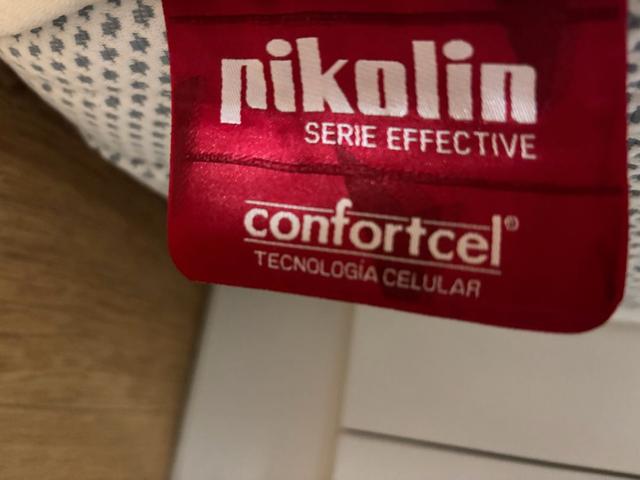 pikolin
SERIE EFFECTIVE
confortcel®
TECNOLOGÍA CELULAR